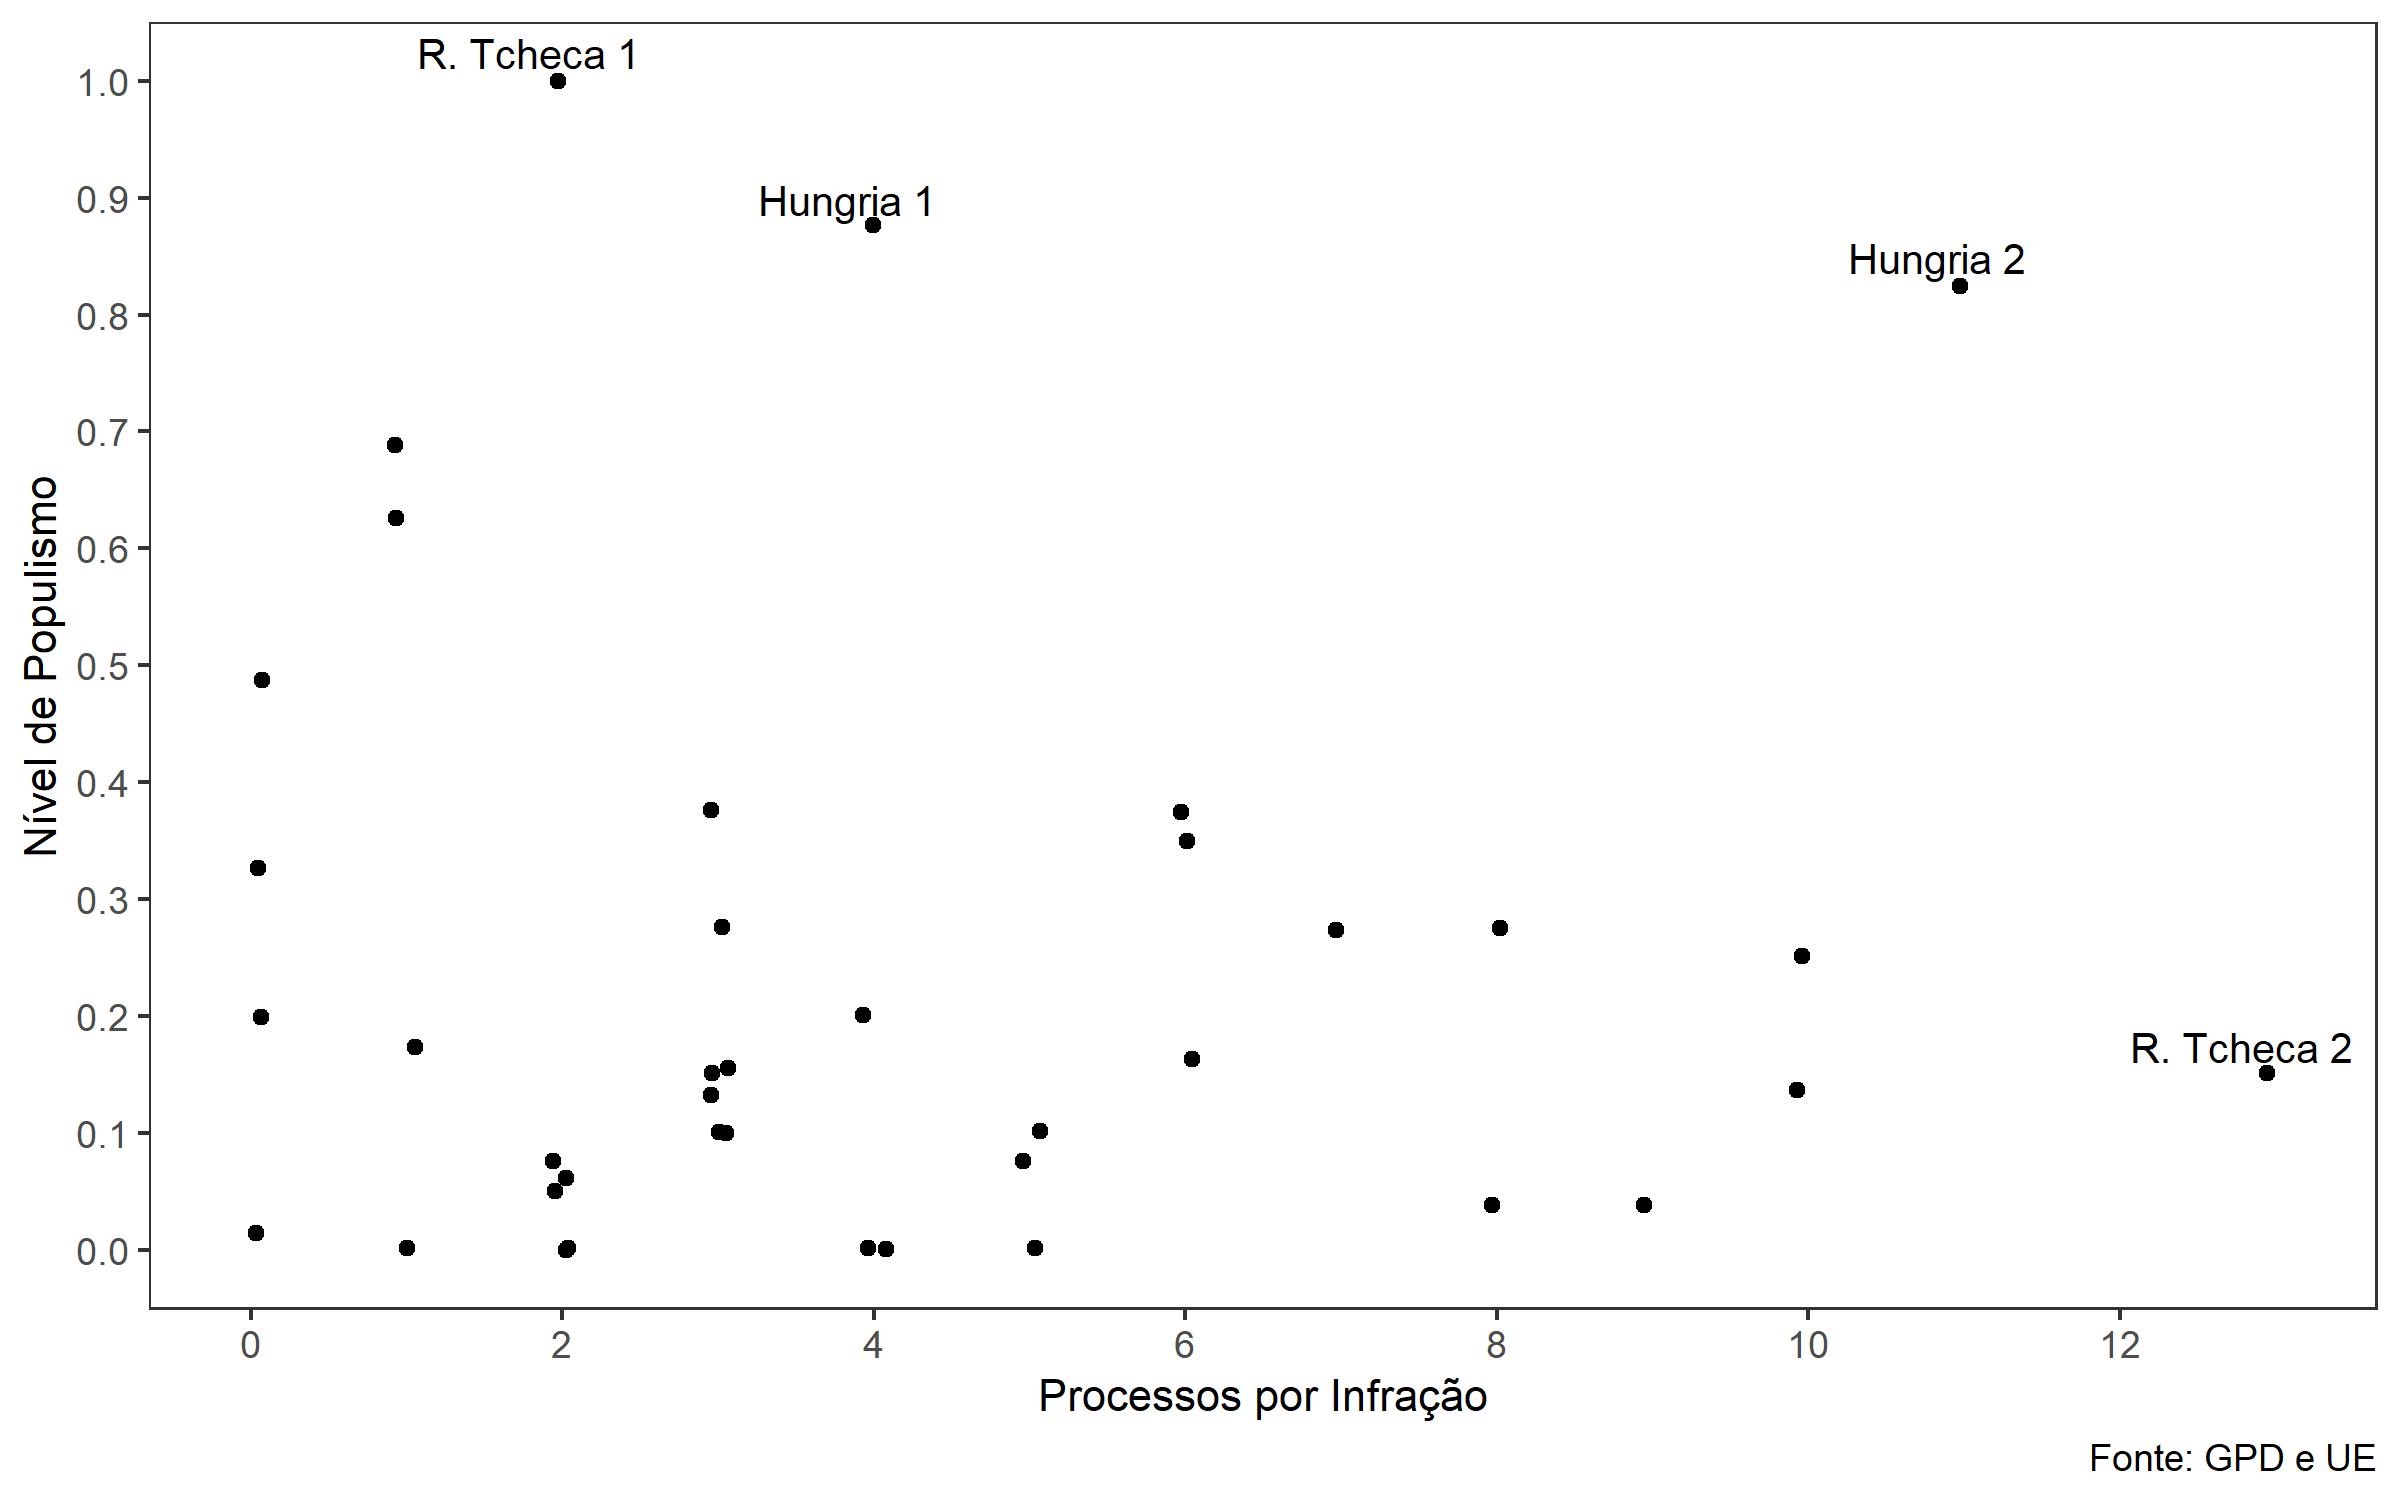 R. Tcheca 1
Hungria 1
Hungria 2
R. Tcheca 2
Nível de Populismo
1.0
0.9
0.8
0.7
0.6
0.5
0.4
0.3
0.2
0.1
0.0
0 2 4 6 8 10 12
Processos por Infração
Fonte: GPD e UE